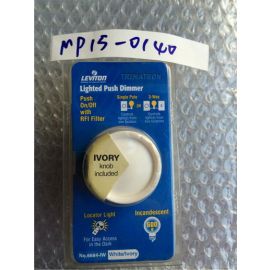 MP15-0140
LEVITON
TRIMATRON
Lighted Push Dimmer
Push
On/Off
with
RFI Filter
Single Pole
3-Way
IVORY
knob
included
Locator Light
For Easy Access
in the Dark
Incandescent
600
No.6684-IW White/Ivory